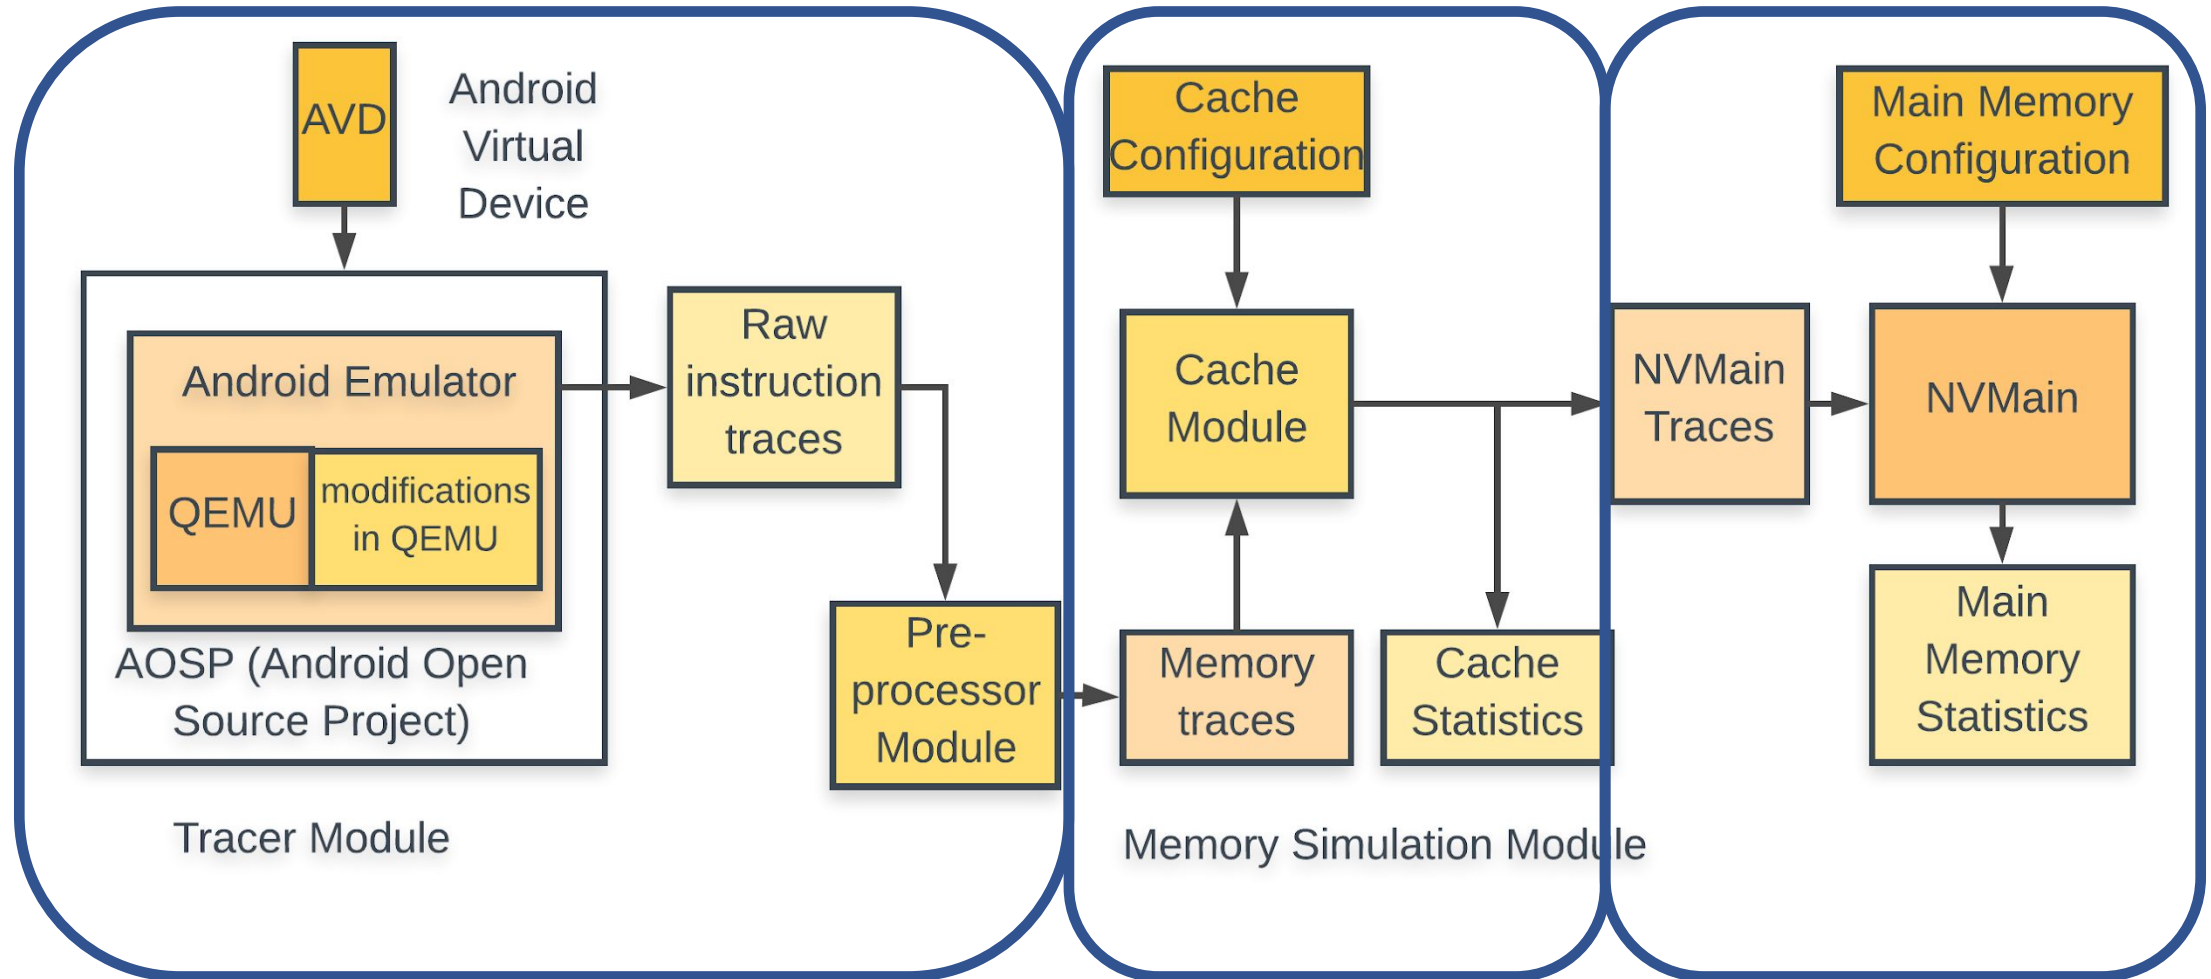 AVD
Android
Virtual
Device
Android Emulator
QEMU
modifications
in QEMU
AOSP (Android Open
Source Project)
Raw
instruction
traces
Pre-
processor
Module
Tracer Module
Cache
Configuration
Cache
Module
Memory
traces
Cache
Statistics
Memory Simulation Module
Main Memory
Configuration
NVMain
Traces
NVMain
Main
Memory
Statistics